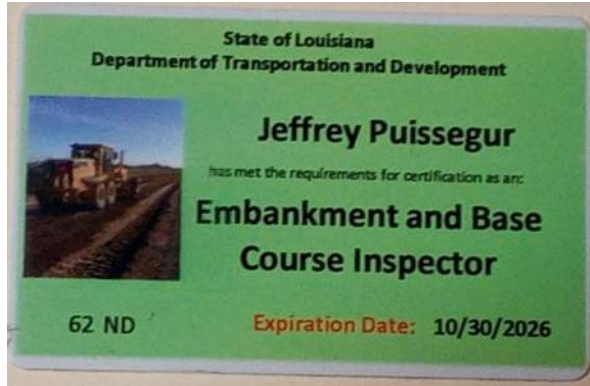 State of Louisiana
Department of Transportation and Development
Jeffrey Puissegur
has met the requirements for certification as an:
Embankment and Base
Course Inspector
62 ND
Expiration Date: 10/30/2026